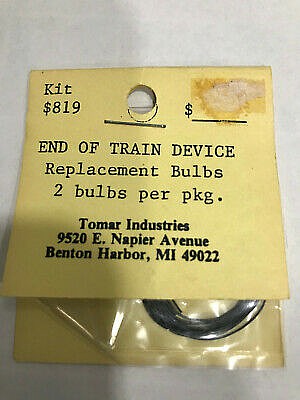 Kit
$819
$
END OF TRAIN DEVICE
Replacement Bulbs
2 bulbs per pkg.
Tomar Industries
9520 E. Napier Avenue
Benton Harbor, MI 49022